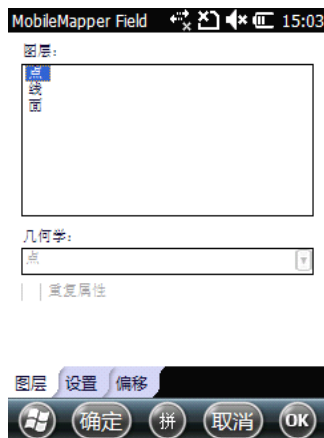 MobileMapper Field 15:03
图层:
点
线
面
几何学:
点
重复属性
图层 设置 偏移
确定 拼 取消 OK